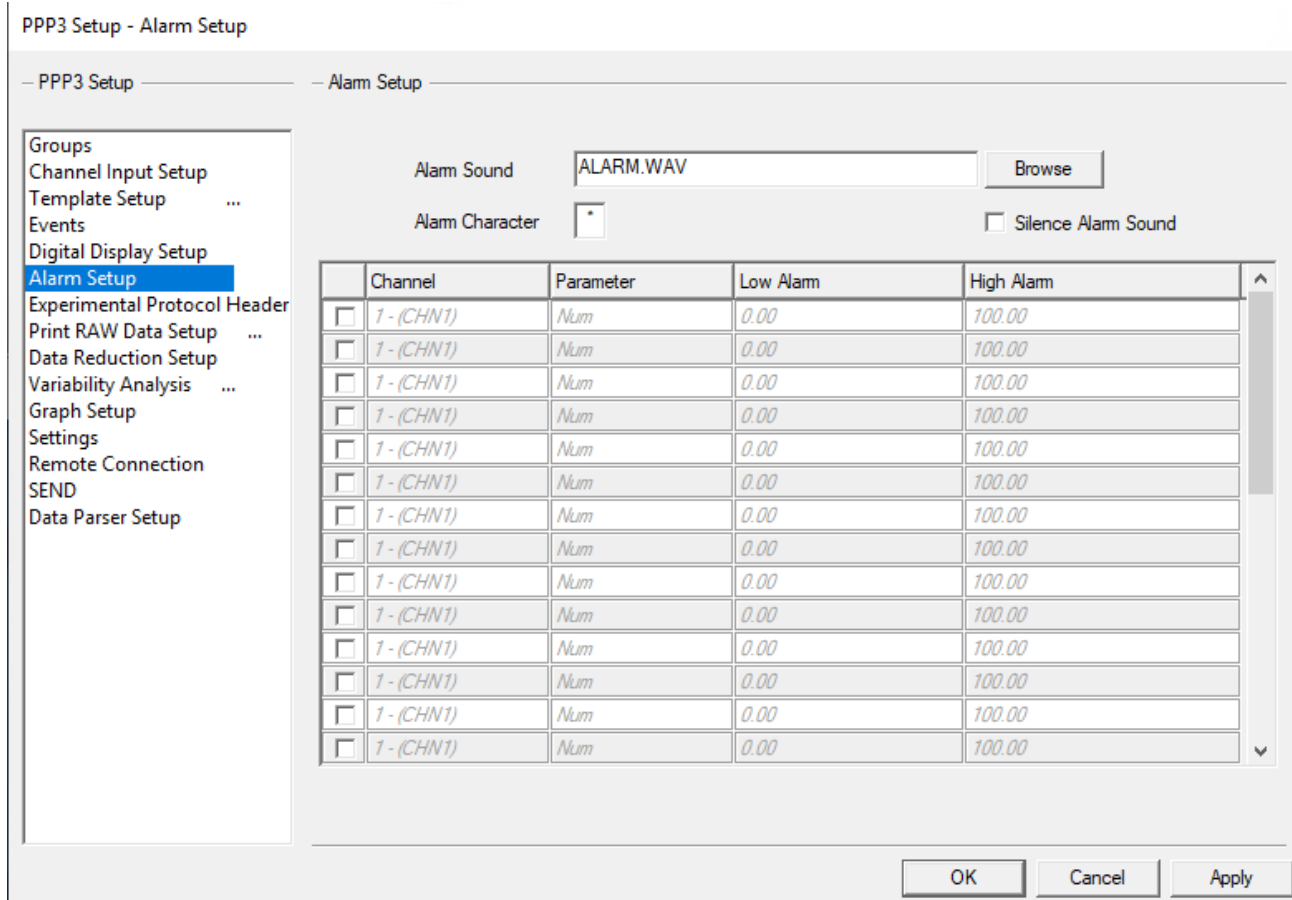 PPP3 Setup - Alarm Setup
PPP3 Setup
Groups
Channel Input Setup
Template Setup ...
Events
Digital Display Setup
Alarm Setup
Experimental Protocol Header
Print RAW Data Setup ...
Data Reduction Setup
Variability Analysis ...
Graph Setup
Settings
Remote Connection
SEND
Data Parser Setup
Alarm Setup
Alarm Sound ALARM.WAV Browse
Alarm Character * Silence Alarm Sound
Channel Parameter Low Alarm High Alarm
1 - (CHN1) Num 0.00 100.00
1 - (CHN1) Num 0.00 100.00
1 - (CHN1) Num 0.00 100.00
1 - (CHN1) Num 0.00 100.00
1 - (CHN1) Num 0.00 100.00
1 - (CHN1) Num 0.00 100.00
1 - (CHN1) Num 0.00 100.00
1 - (CHN1) Num 0.00 100.00
1 - (CHN1) Num 0.00 100.00
1 - (CHN1) Num 0.00 100.00
1 - (CHN1) Num 0.00 100.00
1 - (CHN1) Num 0.00 100.00
1 - (CHN1) Num 0.00 100.00
1 - (CHN1) Num 0.00 100.00
OK Cancel Apply